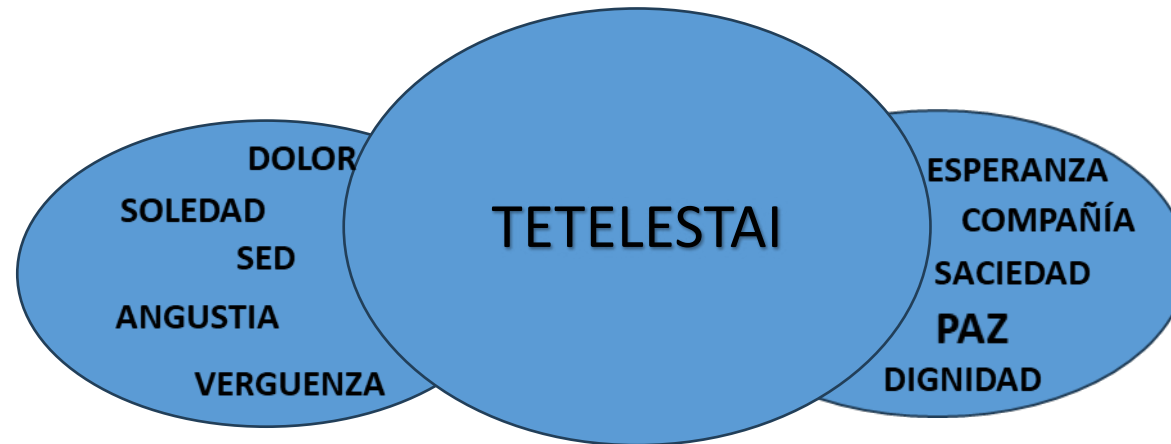 DOLOR
SOLEDAD
SED
ANGUSTIA
VERGUENZA
TETELESTAI
ESPERANZA
COMPAÑÍA
SACIEDAD
PAZ
DIGNIDAD